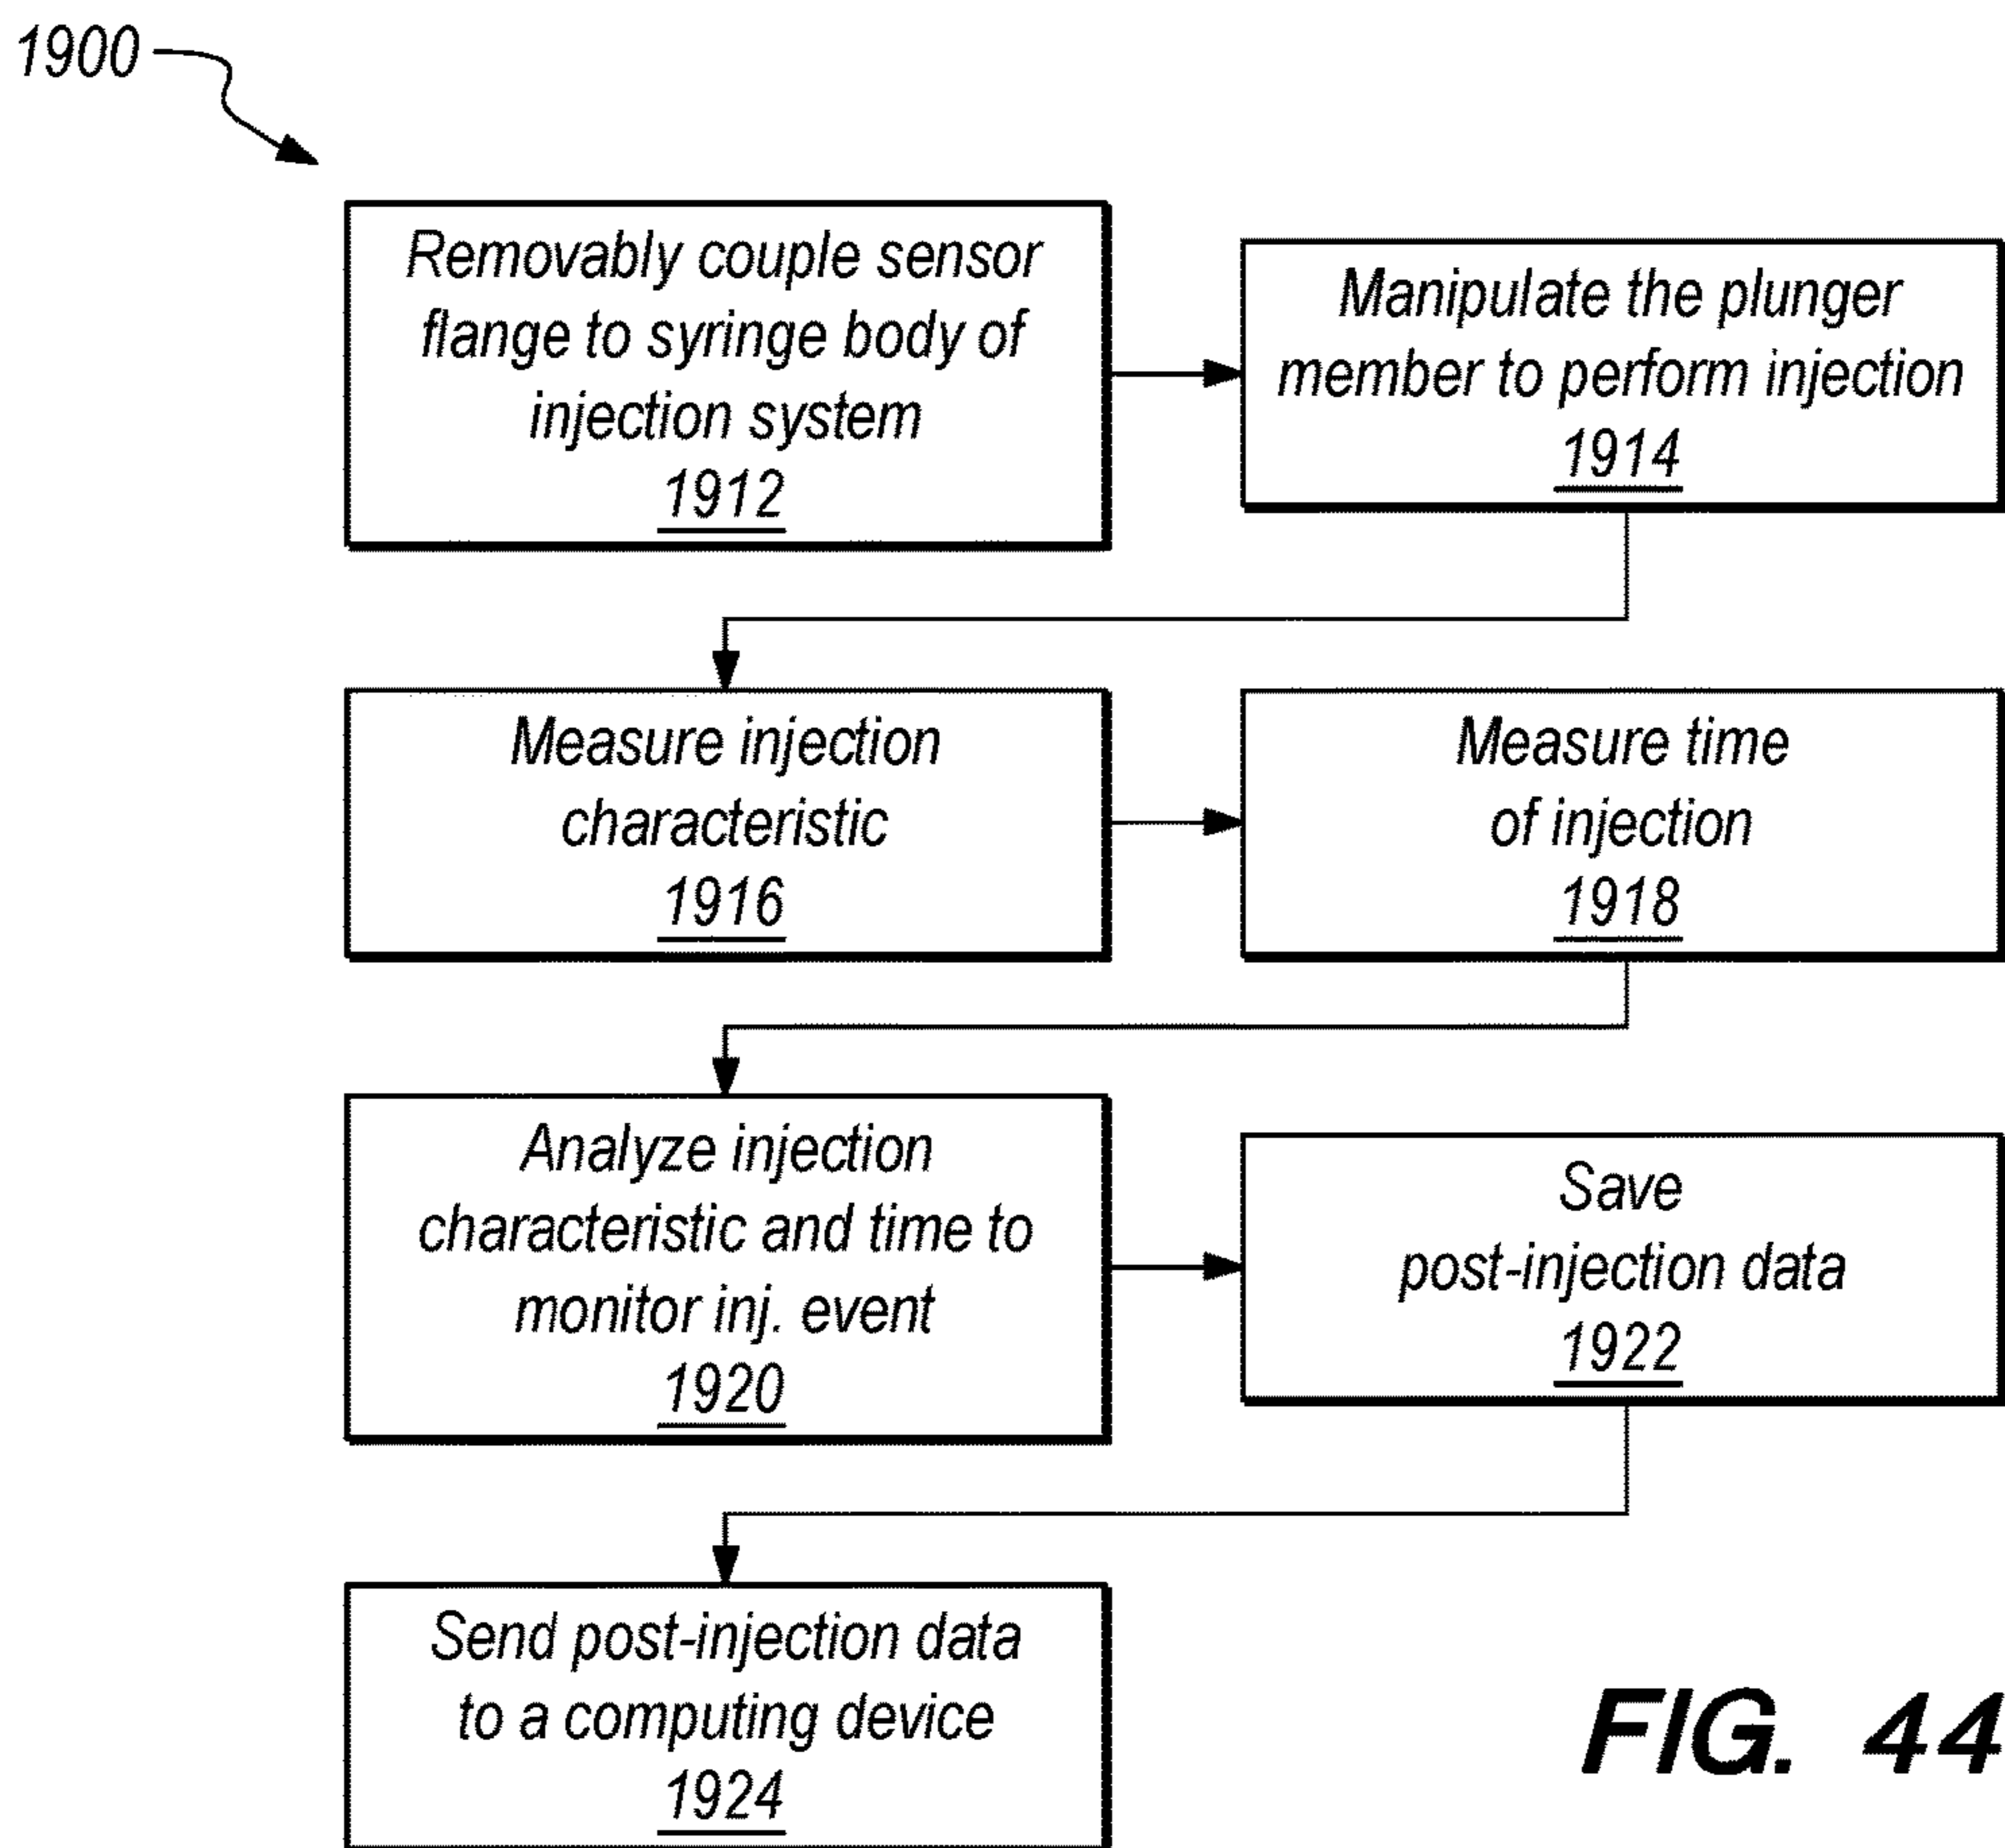 1900
Removably couple sensor
flange to syringe body of
injection system
1912
Manipulate the plunger
member to perform injection
1914
Measure injection
characteristic
1916
Measure time
of injection
1918
Analyze injection
characteristic and time to
monitor inj. event
1920
Save
post-injection data
1922
Send post-injection data
to a computing device
1924
FIG. 44